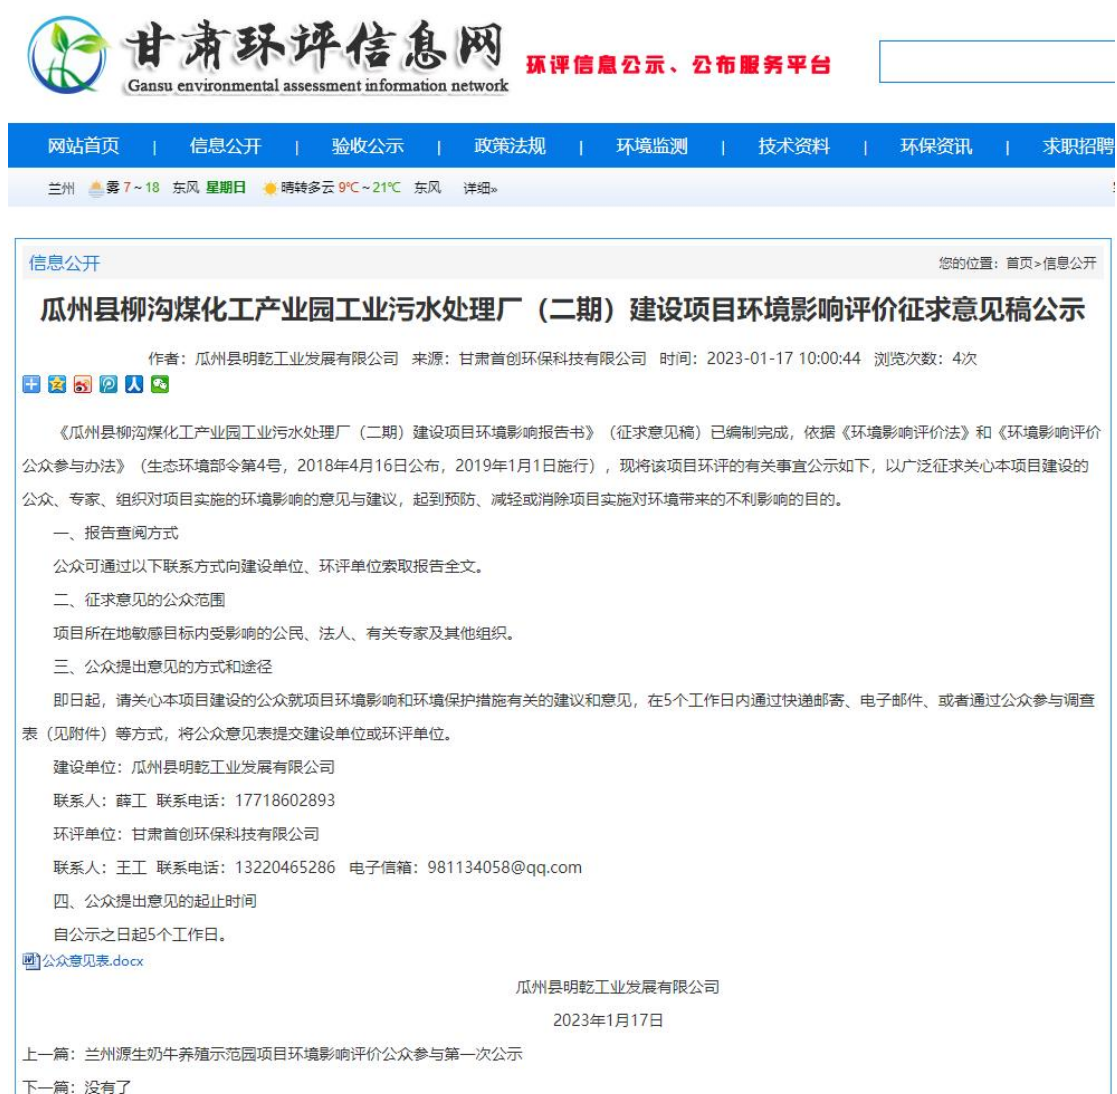 甘肃环评信息网
Gansu environmental assessment information network
环评信息公示、公布服务平台
网站首页 | 信息公开 | 验收公示 | 政策法规 | 环境监测 | 技术资料 | 环保资讯 | 求职招聘
兰州 雾 7 ~ 18 东风 星期日 晴转多云 9℃ ~ 21℃ 东风 详细»
信息公开 您的位置：首页>信息公开
瓜州县柳沟煤化工产业园工业污水处理厂（二期）建设项目环境影响评价征求意见稿公示
作者：瓜州县明乾工业发展有限公司 来源：甘肃首创环保科技有限公司 时间：2023-01-17 10:00:44 浏览次数：4次
《瓜州县柳沟煤化工产业园工业污水处理厂（二期）建设项目环境影响报告书》（征求意见稿）已编制完成，依据《环境影响评价法》和《环境影响评价
公众参与办法》（生态环境部令第4号，2018年4月16日公布，2019年1月1日施行），现将该项目环评的有关事宜公示如下，以广泛征求关心本项目建设的
公众、专家、组织对项目实施的环境影响的意见与建议，起到预防、减轻或消除项目实施对环境带来的不利影响的目的。
一、报告查阅方式
公众可通过以下联系方式向建设单位、环评单位索取报告全文。
二、征求意见的公众范围
项目所在地敏感目标内受影响的公民、法人、有关专家及其他组织。
三、公众提出意见的方式和途径
即日起，请关心本项目建设的公众就项目环境影响和环境保护措施有关的建议和意见，在5个工作日内通过快递邮寄、电子邮件、或者通过公众参与调查
表（见附件）等方式，将公众意见表提交建设单位或环评单位。
建设单位：瓜州县明乾工业发展有限公司
联系人：薛工 联系电话：17718602893
环评单位：甘肃首创环保科技有限公司
联系人：王工 联系电话：13220465286 电子信箱：981134058@qq.com
四、公众提出意见的起止时间
自公示之日起5个工作日。
公众意见表.docx
瓜州县明乾工业发展有限公司
2023年1月17日
上一篇：兰州源生奶牛养殖示范园项目环境影响评价公众参与第一次公示
下一篇：没有了